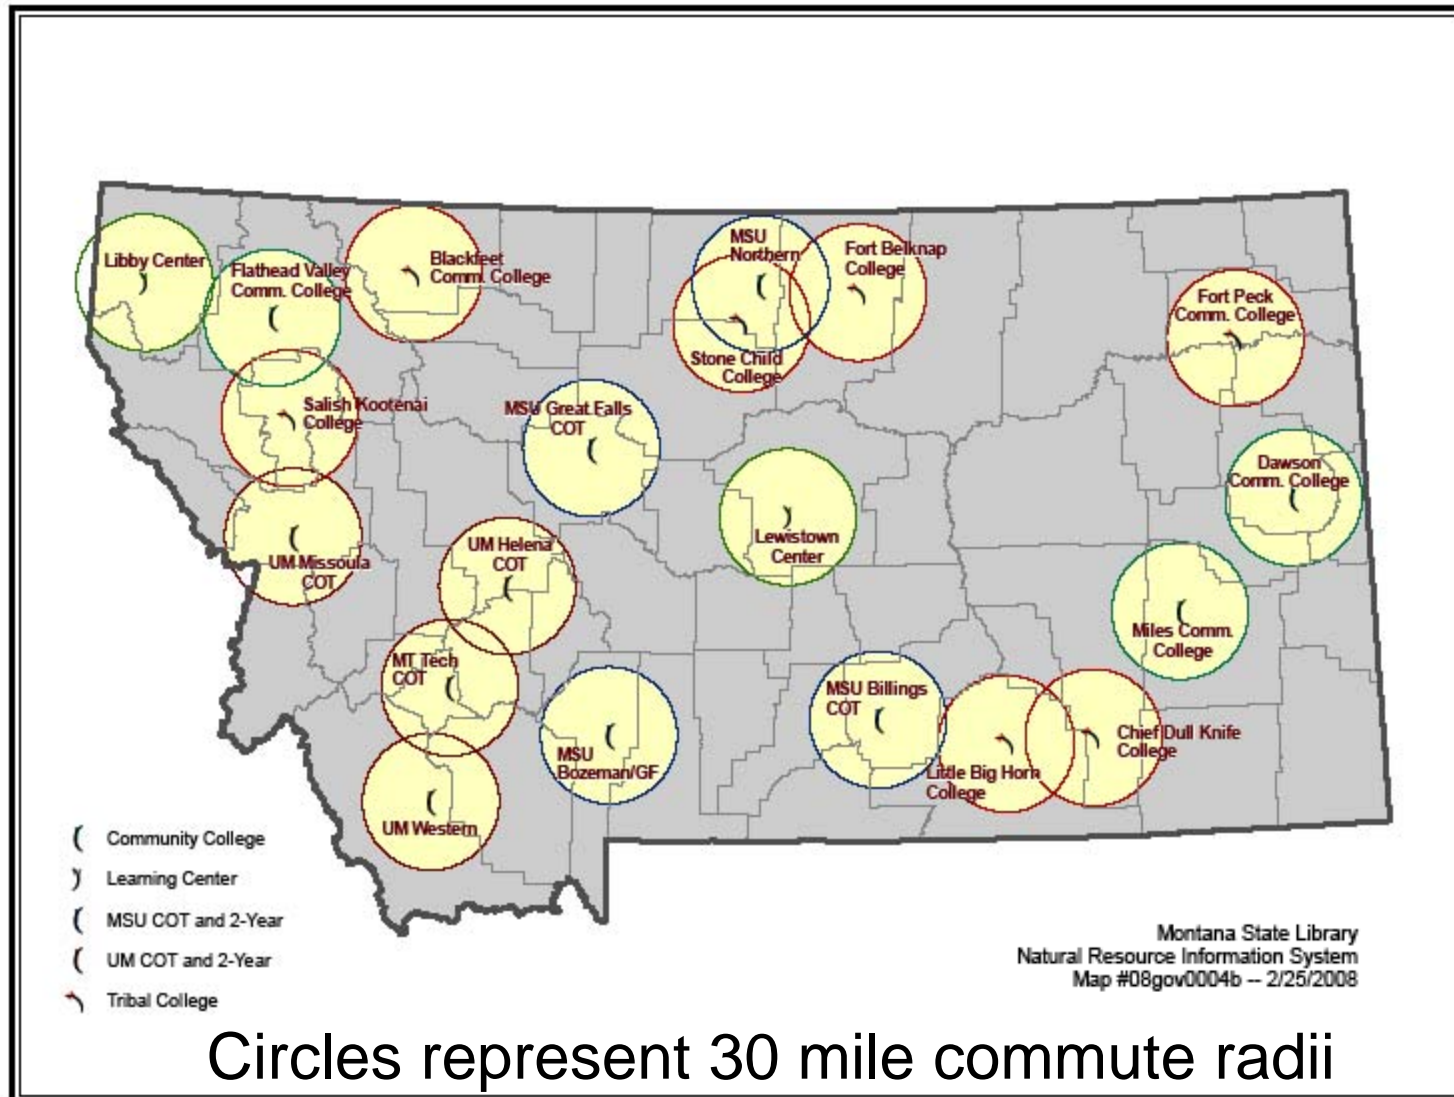 Libby Center
Flathead Valley
Comm. College
Blackfeet
Comm. College
MSU
Northern
Fort Belknap
College
Stone Child
College
Fort Peck
Comm. College
Salish Kootenai
College
MSU Great Falls
COT
Dawson
Comm. College
Lewistown
Center
UM Missoula
COT
UM Helena
COT
Miles Comm.
College
MT Tech
COT
MSU
Bozeman/GF
MSU Billings
COT
Little Big Horn
College
Chief Dull Knife
College
UM Western
Community College
Learning Center
MSU COT and 2-Year
UM COT and 2-Year
Tribal College
Montana State Library
Natural Resource Information System
Map #08gov0004b -- 2/25/2008
Circles represent 30 mile commute radii